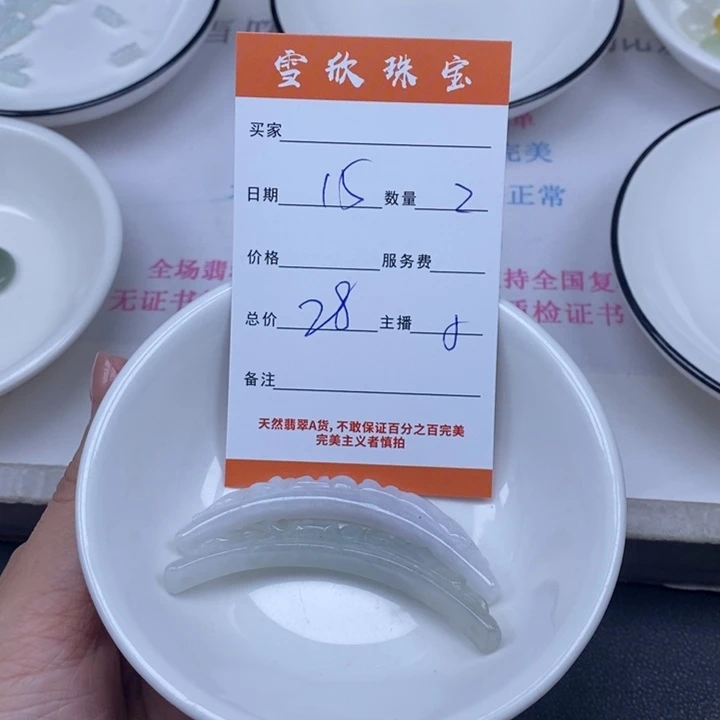 雪欣珠宝
买家
日期 115 数量 2
价格 服务费
总价 28 主播
备注
天然翡翠A货,不敢保证百分之百完美
完美主义者慎拍
完美
正常
全场翡
无证书
持全国复
质检证书